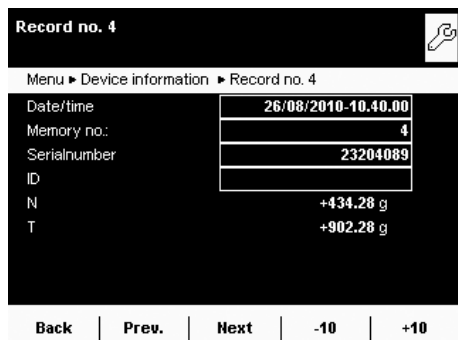 Record no. 4
Menu ▸ Device information ▸ Record no. 4
Date/time 26/08/2010-10.40.00
Memory no.: 4
Serialnumber 23204089
ID
N +434.28 g
T +902.28 g
Back Prev. Next -10 +10